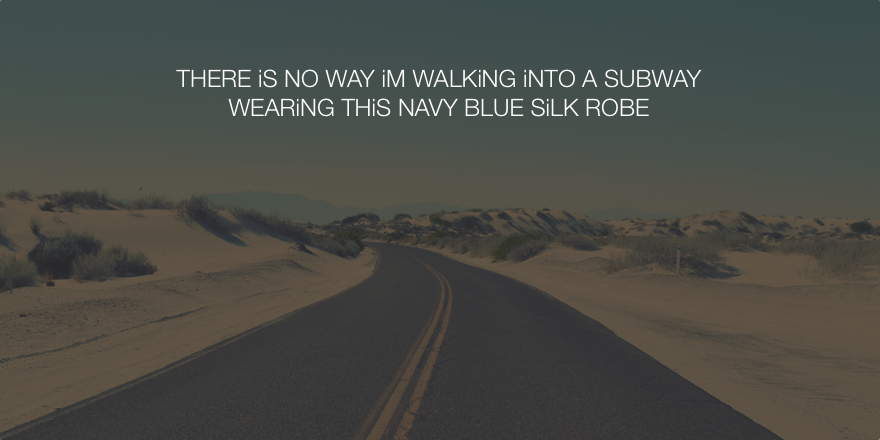 THERE iS NO WAY iM WALKiNG iNTO A SUBWAY
WEARiNG THiS NAVY BLUE SiLK ROBE